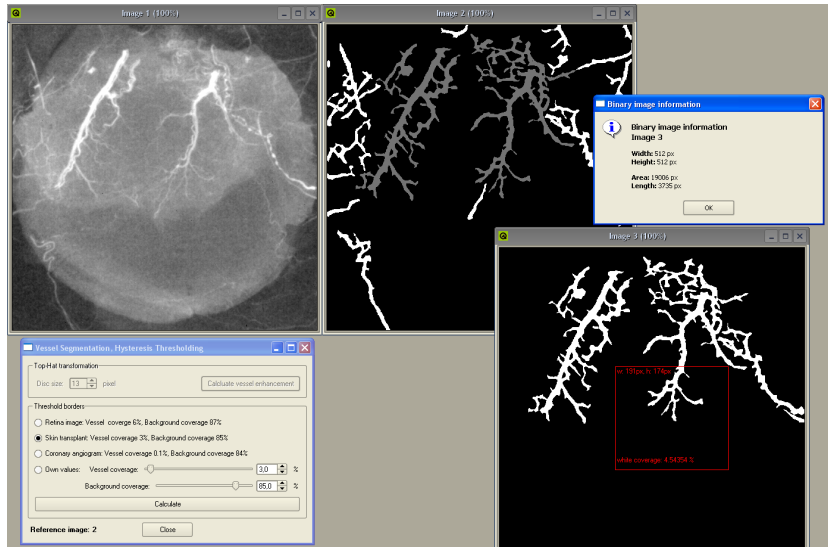 Image 1 (100%)
Image 2 (100%)
Binary image information
Binary image information
Image 3
Width: 512 px
Height: 512 px
Area: 19006 px
Length: 3735 px
OK
Image 3 (100%)
white coverage: 4.54354 %
Vessel Segmentation, Hysteresis Thresholding
Top-Hat transformation
Disc size: 13 pixel
Calcluate vessel enhancement
Threshold borders
Retina image: Vessel coverge 6%, Background coverage 87%
Skin transplant: Vessel coverage 3%, Background coverage 85%
Coronary angiogram: Vessel coverage 0.1%, Background coverage 84%
Own values: Vessel coverage: 3,0 %
Background coverage: 85,0 %
Calculate
Reference image: 2
Close